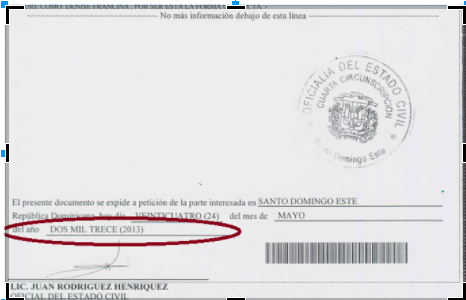 COMO DENISE FRANCINA , POR SER ESTA LA FORMA
No más información debajo de esta linea
OFICIALIA DEL ESTADO CIVIL
CUARTA CIRCUNSCRIPCION
Santo Domingo Este
El presente documento se expide a petición de la parte interesada en SANTO DOMINGO ESTE
República Dominicana, hoy día VEINTICUATRO (24) del mes de MAYO
del año DOS MIL TRECE (2013)
LIC. JUAN RODRIGUEZ HENRIQUEZ
OFICIAL DEL ESTADO CIVIL